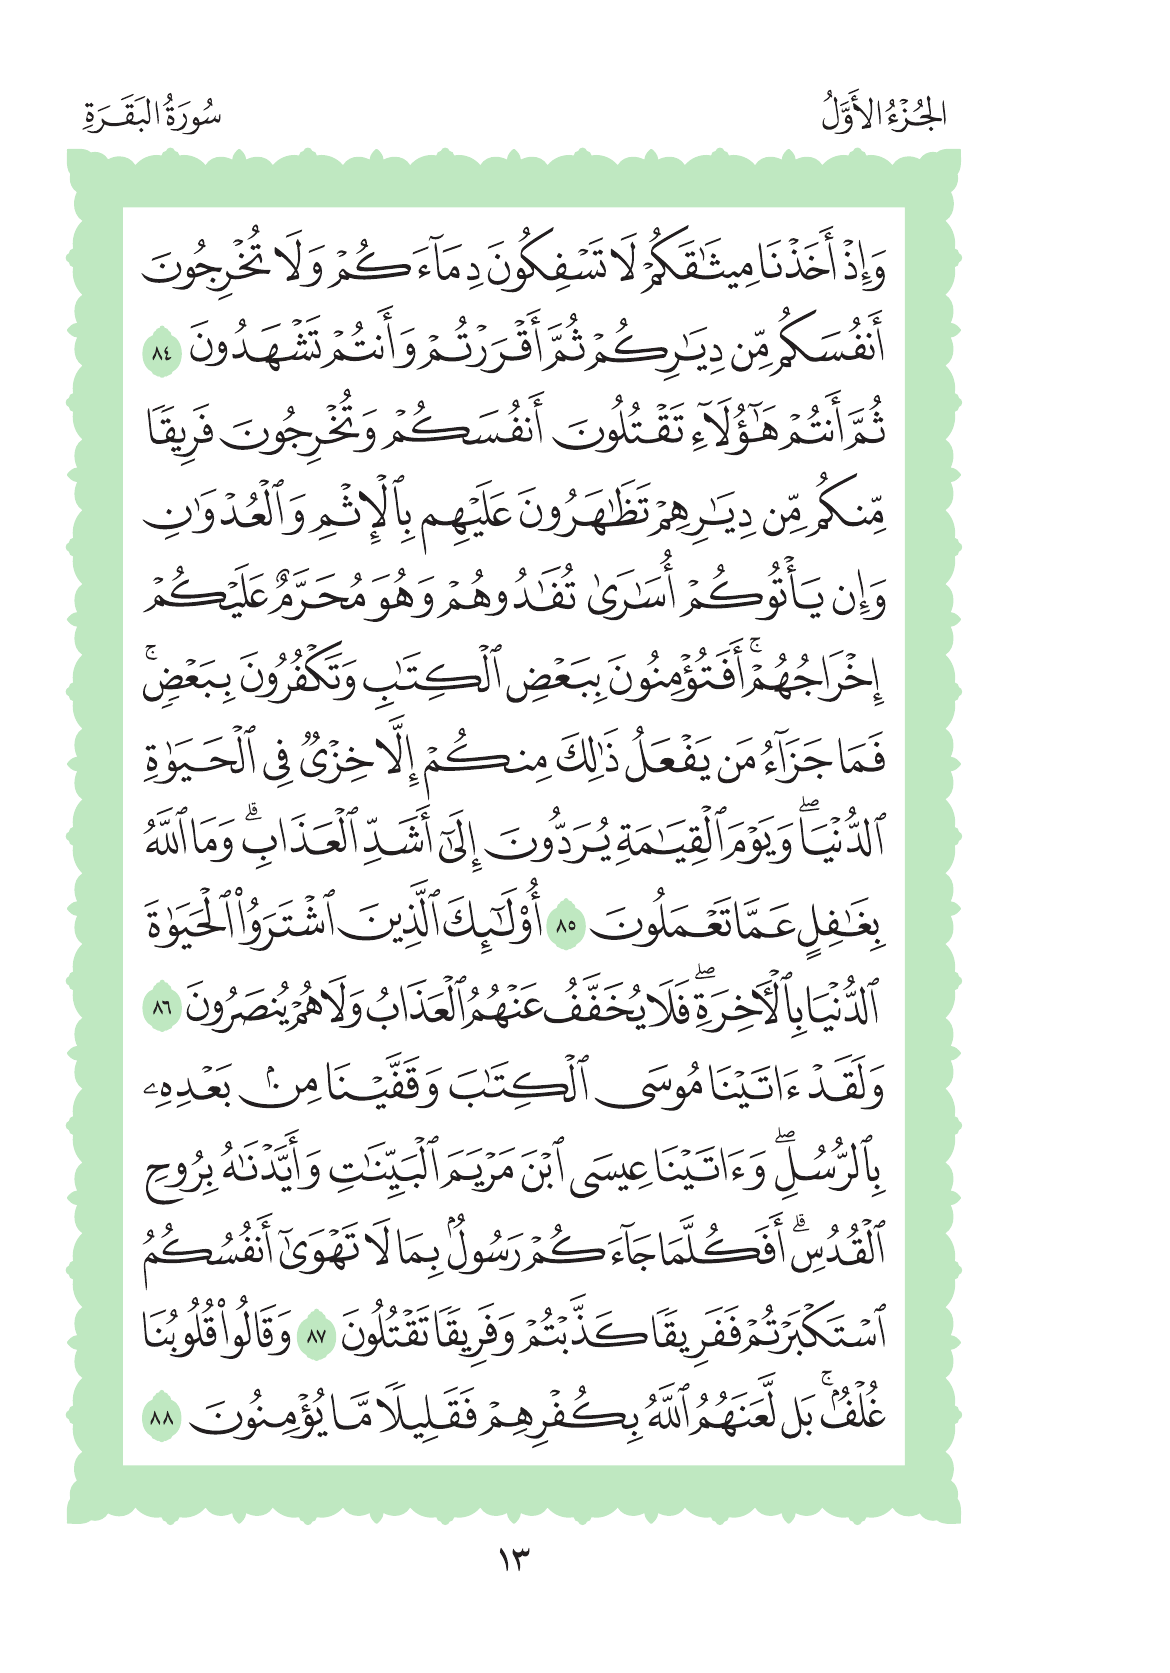 الجُزْءُ الأَوَّلُ
سُورَةُ البَقَرَةِ
وَإِذۡ أَخَذۡنَا مِيثَٰقَكُمۡ لَا تَسۡفِكُونَ دِمَآءَكُمۡ وَلَا تُخۡرِجُونَ
أَنفُسَكُم مِّن دِيَٰرِكُمۡ ثُمَّ أَقۡرَرۡتُمۡ وَأَنتُمۡ تَشۡهَدُونَ ٨٤
ثُمَّ أَنتُمۡ هَٰٓؤُلَآءِ تَقۡتُلُونَ أَنفُسَكُمۡ وَتُخۡرِجُونَ فَرِيقٗا
مِّنكُم مِّن دِيَٰرِهِمۡ تَظَٰهَرُونَ عَلَيۡهِم بِٱلۡإِثۡمِ وَٱلۡعُدۡوَٰنِ
وَإِن يَأۡتُوكُمۡ أُسَٰرَىٰ تُفَٰدُوهُمۡ وَهُوَ مُحَرَّمٌ عَلَيۡكُمۡ
إِخۡرَاجُهُمۡۚ أَفَتُؤۡمِنُونَ بِبَعۡضِ ٱلۡكِتَٰبِ وَتَكۡفُرُونَ بِبَعۡضٖۚ
فَمَا جَزَآءُ مَن يَفۡعَلُ ذَٰلِكَ مِنكُمۡ إِلَّا خِزۡيٞ فِي ٱلۡحَيَوٰةِ
ٱلدُّنۡيَاۖ وَيَوۡمَ ٱلۡقِيَٰمَةِ يُرَدُّونَ إِلَىٰٓ أَشَدِّ ٱلۡعَذَابِۗ وَمَا ٱللَّهُ
بِغَٰفِلٍ عَمَّا تَعۡمَلُونَ ٨٥ أُوْلَٰٓئِكَ ٱلَّذِينَ ٱشۡتَرَوُاْ ٱلۡحَيَوٰةَ
ٱلدُّنۡيَا بِٱلۡأٓخِرَةِۖ فَلَا يُخَفَّفُ عَنۡهُمُ ٱلۡعَذَابُ وَلَا هُمۡ يُنصَرُونَ ٨٦
وَلَقَدۡ ءَاتَيۡنَا مُوسَى ٱلۡكِتَٰبَ وَقَفَّيۡنَا مِنۢ بَعۡدِهِۦ
بِٱلرُّسُلِۖ وَءَاتَيۡنَا عِيسَى ٱبۡنَ مَرۡيَمَ ٱلۡبَيِّنَٰتِ وَأَيَّدۡنَٰهُ بِرُوحِ
ٱلۡقُدُسِۗ أَفَكُلَّمَا جَآءَكُمۡ رَسُولُۢ بِمَا لَا تَهۡوَىٰٓ أَنفُسُكُمُ
ٱسۡتَكۡبَرۡتُمۡ فَفَرِيقٗا كَذَّبۡتُمۡ وَفَرِيقٗا تَقۡتُلُونَ ٨٧ وَقَالُواْ قُلُوبُنَا
غُلۡفُۢۚ بَل لَّعَنَهُمُ ٱللَّهُ بِكُفۡرِهِمۡ فَقَلِيلٗا مَّا يُؤۡمِنُونَ ٨٨
١٣